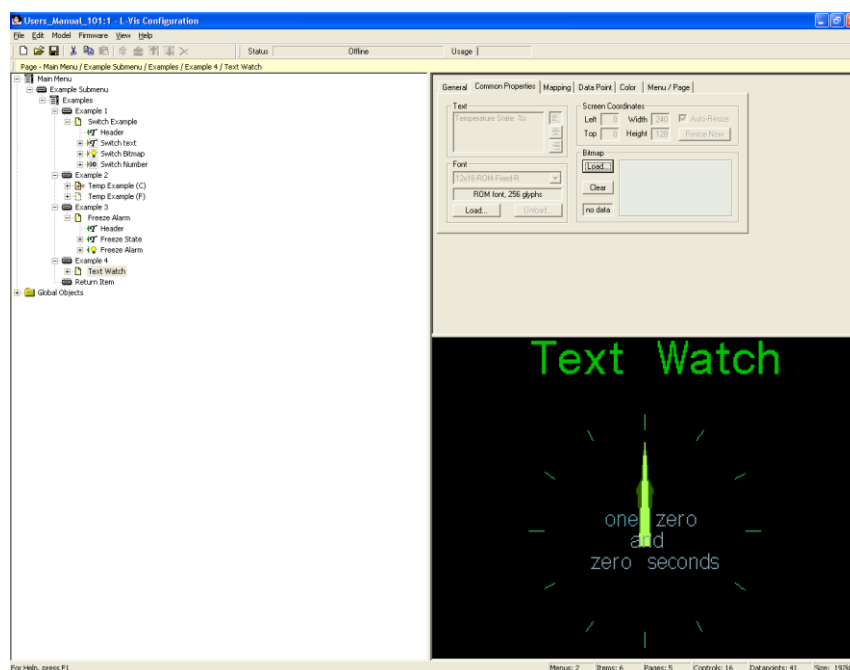 Users_Manual_101:1 - L-Vis Configuration
File Edit Model Firmware View Help
Status Offline Usage
Page - Main Menu / Example Submenu / Examples / Example 4 / Text Watch
Main Menu
Example Submenu
Examples
Example 1
Switch Example
Header
Switch text
Switch Bitmap
Switch Number
Example 2
Temp Example (C)
Temp Example (F)
Example 3
Freeze Alarm
Header
Freeze State
Freeze Alarm
Example 4
Text Watch
Return Item
Global Objects
General Common Properties Mapping Data Point Color Menu / Page
Text
Temperature State: %s
Font
12x16-ROM-Fixed-R
ROM font, 256 glyphs
Load... Unload...
Screen Coordinates
Left 0 Width 240 Auto-Resize
Top 0 Height 128 Resize Now
Bitmap
Load...
Clear
no data
Text Watch
one zero
and
zero seconds
For Help, press F1
Menus: 2 Items: 6 Pages: 5 Controls: 16 Datapoints: 41